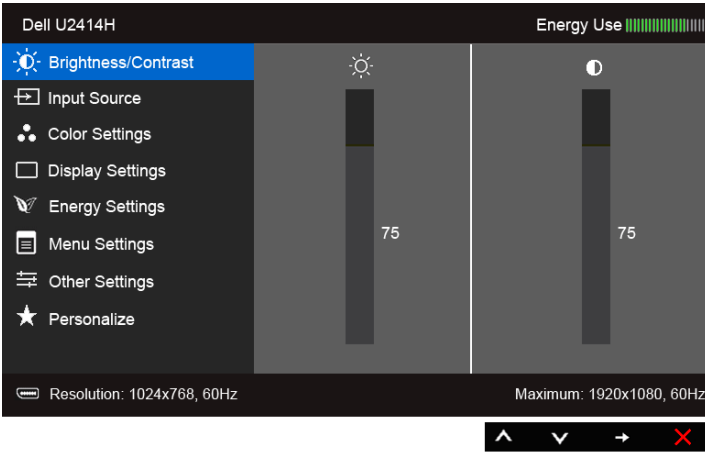 Dell U2414H
Energy Use
Brightness/Contrast
Input Source
Color Settings
Display Settings
Energy Settings
Menu Settings
Other Settings
Personalize
75
75
Resolution: 1024x768, 60Hz
Maximum: 1920x1080, 60Hz